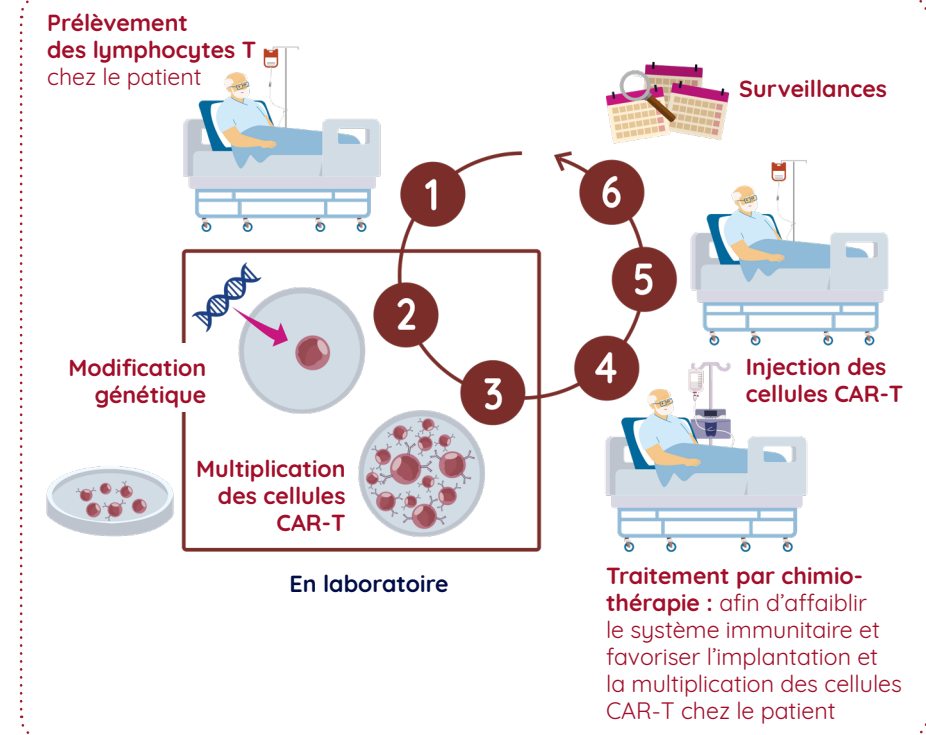 Prélèvement
des lymphocytes T
chez le patient
1
2
Modification
génétique
3
Multiplication
des cellules
CAR-T
En laboratoire
4
Traitement par chimio-
thérapie : afin d’affaiblir
le système immunitaire et
favoriser l’implantation et
la multiplication des cellules
CAR-T chez le patient
5
Injection des
cellules CAR-T
6
Surveillances